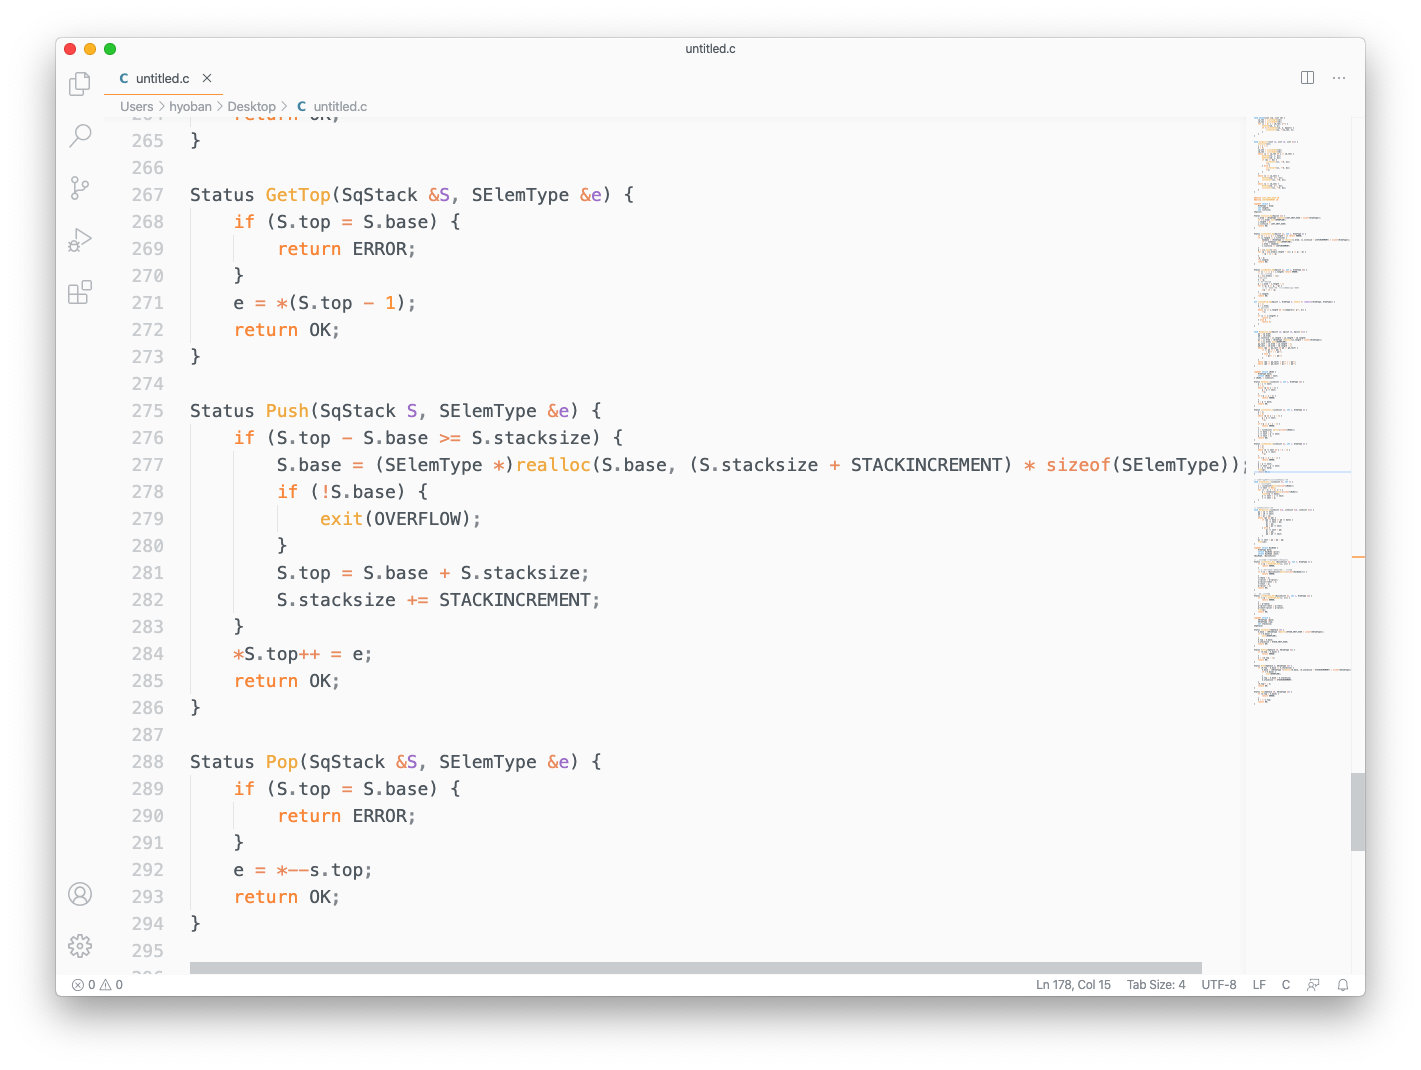 untitled.c
C untitled.c
Users > hyoban > Desktop > C untitled.c
265 }
266
267 Status GetTop(SqStack &S, SElemType &e) {
268     if (S.top = S.base) {
269         return ERROR;
270     }
271     e = *(S.top - 1);
272     return OK;
273 }
274
275 Status Push(SqStack S, SElemType &e) {
276     if (S.top - S.base >= S.stacksize) {
277         S.base = (SElemType *)realloc(S.base, (S.stacksize + STACKINCREMENT) * sizeof(SElemType));
278         if (!S.base) {
279             exit(OVERFLOW);
280         }
281         S.top = S.base + S.stacksize;
282         S.stacksize += STACKINCREMENT;
283     }
284     *S.top++ = e;
285     return OK;
286 }
287
288 Status Pop(SqStack &S, SElemType &e) {
289     if (S.top = S.base) {
290         return ERROR;
291     }
292     e = *--s.top;
293     return OK;
294 }
295
0 0 Ln 178, Col 15 Tab Size: 4 UTF-8 LF C